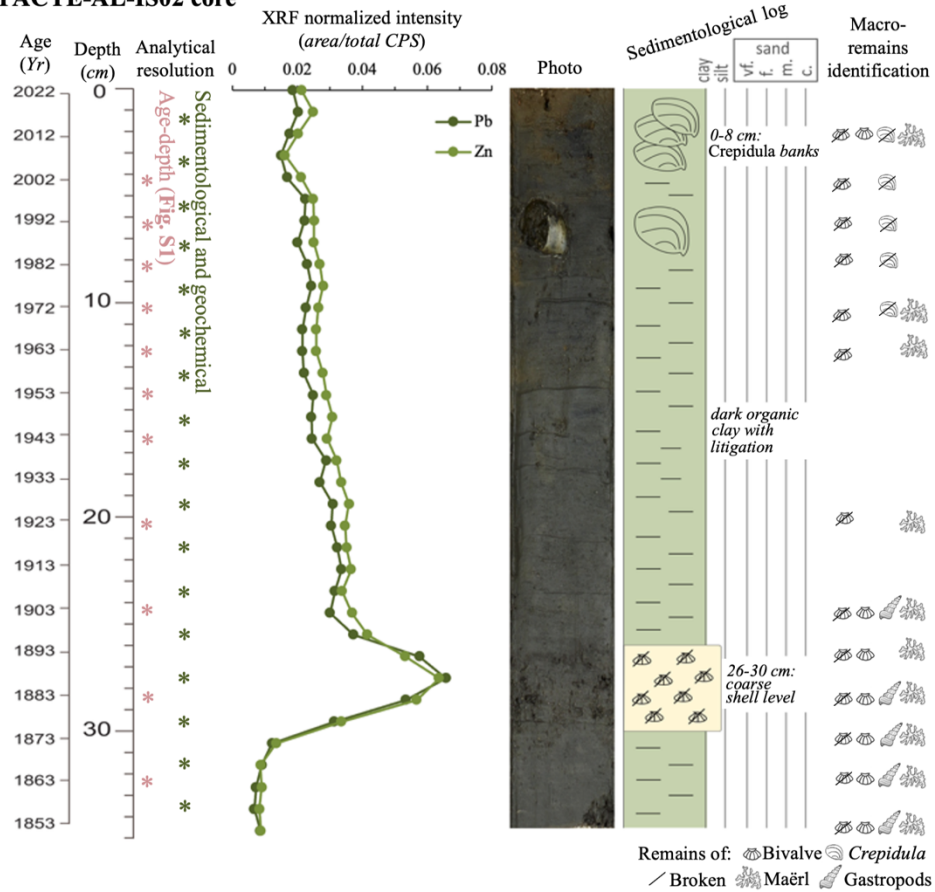 PACTE-AL-IS02 core
XRF normalized intensity
(area/total CPS)
Age
(Yr)
Depth
(cm)
Analytical
resolution
0
0.02
0.04
0.06
0.08
Photo
Sedimentological log
clay
silt
sand
vf.
f.
m.
c.
Macro-
remains
identification
2022
2012
2002
1992
1982
1972
1963
1953
1943
1933
1923
1913
1903
1893
1883
1873
1863
1853
0
10
20
30
Age-depth (Fig. S1)
Sedimentological and geochemical
Pb
Zn
0-8 cm:
Crepidula banks
dark organic
clay with
litigation
26-30 cm:
coarse
shell level
Remains of: Bivalve Crepidula
Broken Maërl Gastropods